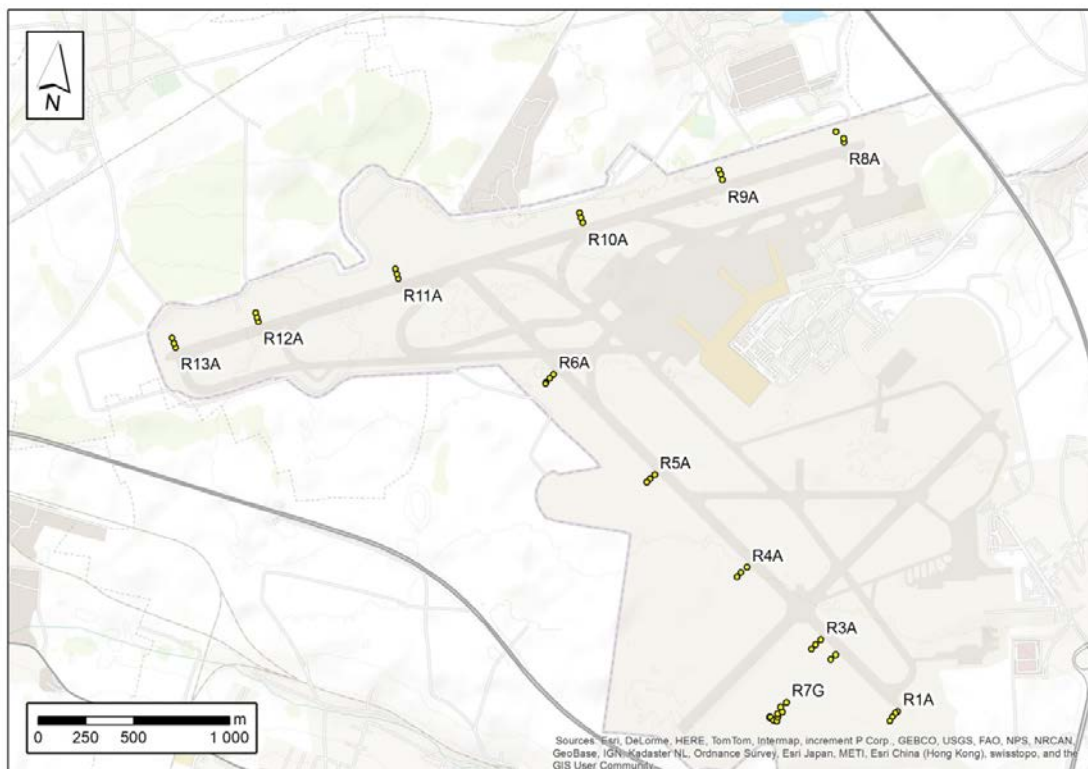 N
R8A
R9A
R10A
R11A
R12A
R13A
R6A
R5A
R4A
R3A
R7G
R1A
0 250 500 1 000 m
Sources: Esri, DeLorme, HERE, TomTom, Intermap, increment P Corp., GEBCO, USGS, FAO, NPS, NRCAN,
GeoBase, IGN, Kadaster NL, Ordnance Survey, Esri Japan, METI, Esri China (Hong Kong), swisstopo, and the
GIS User Community